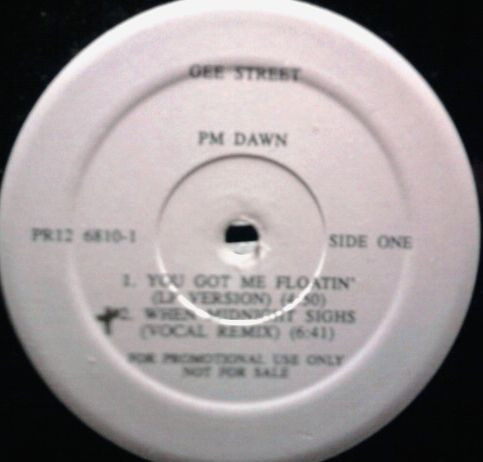 GEE STREET
PM DAWN
PR12 6810-1
SIDE ONE
1. YOU GOT ME FLOATIN'
(LP VERSION) (4:50)
2. WHEN MIDNIGHT SIGHS
(VOCAL REMIX) (6:41)
FOR PROMOTIONAL USE ONLY
NOT FOR SALE